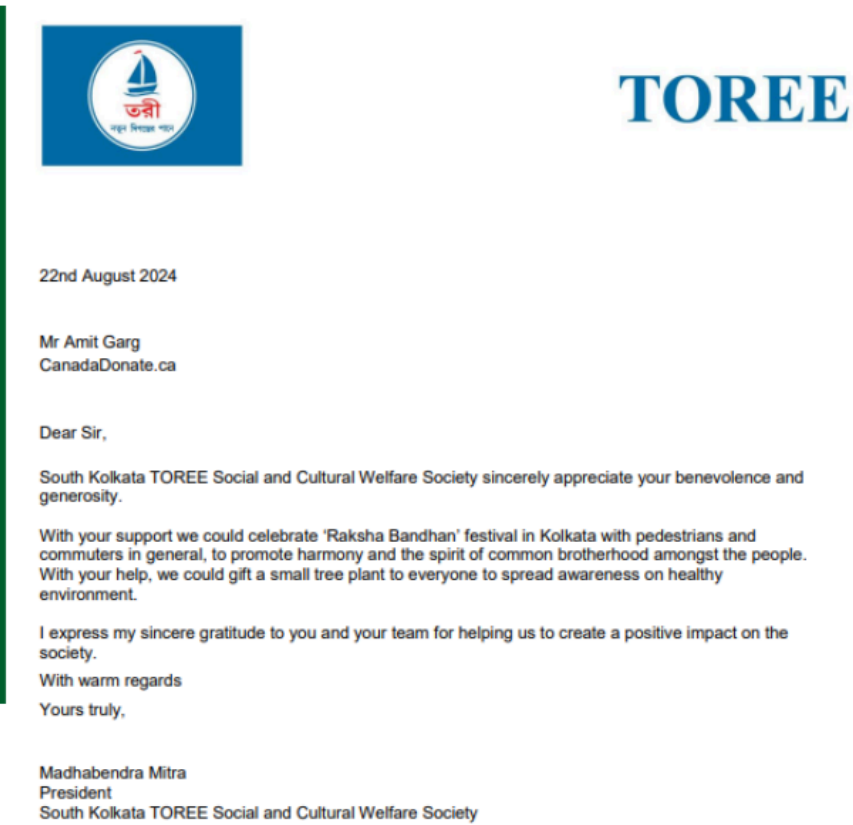 তরী
নতুন দিগন্তের পানে
TOREE
22nd August 2024
Mr Amit Garg
CanadaDonate.ca
Dear Sir,
South Kolkata TOREE Social and Cultural Welfare Society sincerely appreciate your benevolence and
generosity.
With your support we could celebrate ‘Raksha Bandhan’ festival in Kolkata with pedestrians and
commuters in general, to promote harmony and the spirit of common brotherhood amongst the people.
With your help, we could gift a small tree plant to everyone to spread awareness on healthy
environment.
I express my sincere gratitude to you and your team for helping us to create a positive impact on the
society.
With warm regards
Yours truly,
Madhabendra Mitra
President
South Kolkata TOREE Social and Cultural Welfare Society